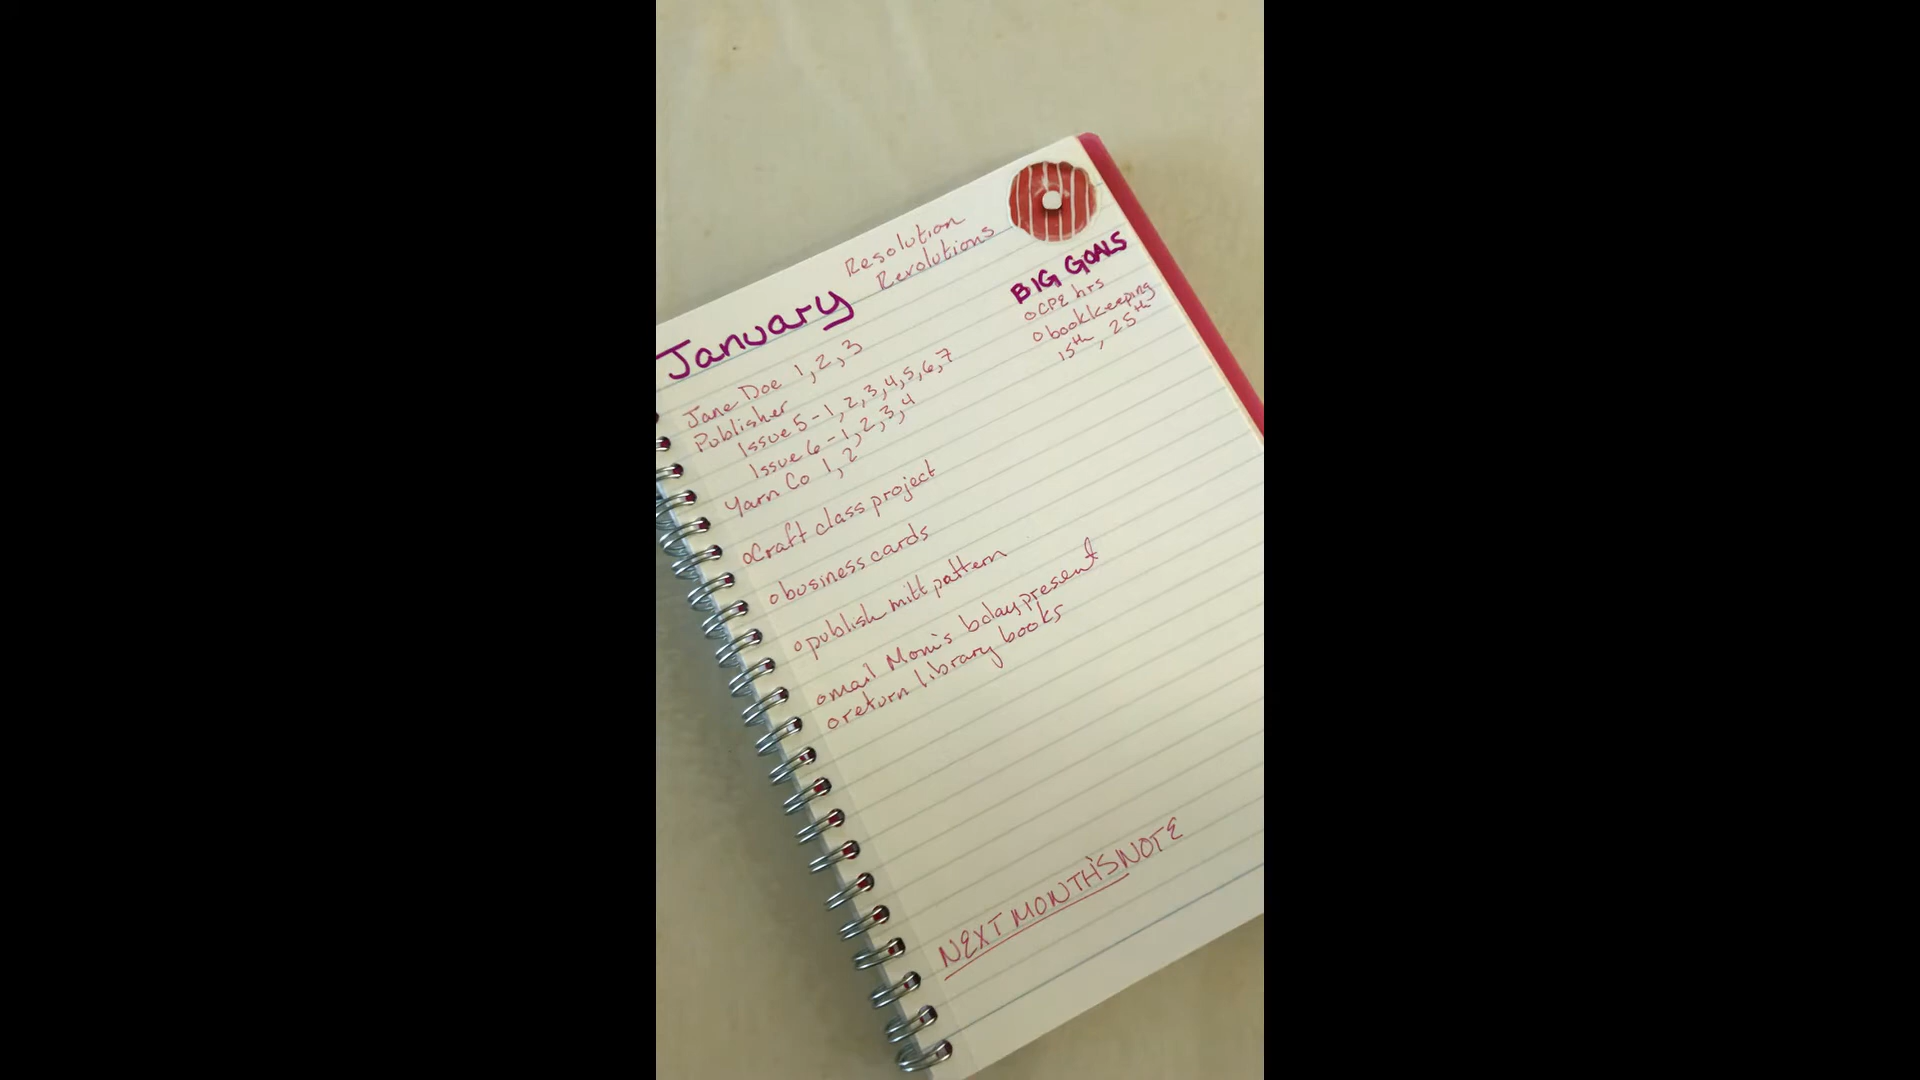 Resolution
Revolutions
January
Jane Doe 1, 2, 3
Publisher
Issue 5 - 1, 2, 3, 4, 5, 6, 7
Issue 6 - 1, 2, 3, 4
Yarn Co 1, 2
o Craft class project
o business cards
o publish mitt pattern
o mail Mom's bday present
o return library books
BIG GOALS
o CPE hrs
o bookkeeping
15th, 25th
NEXT MONTH'S NOTE